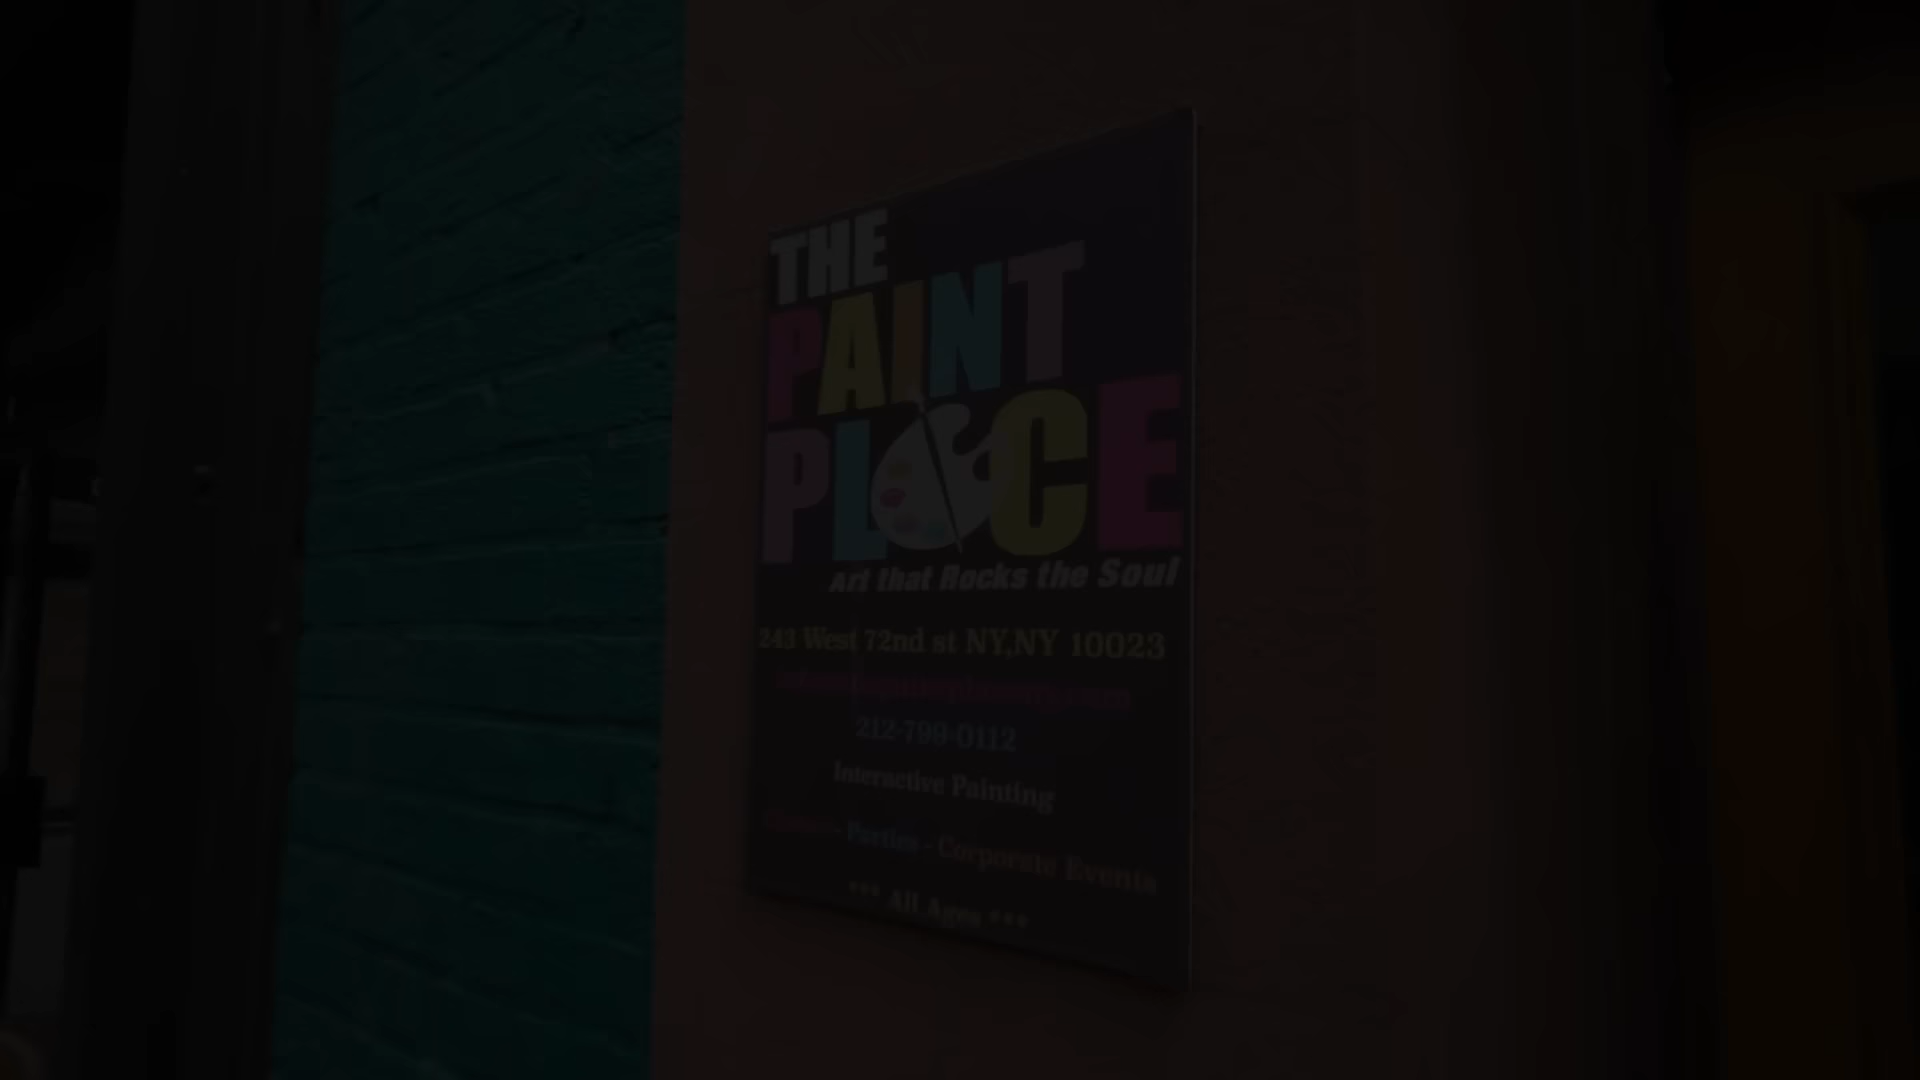 THE
PAINT
PLACE
Art that Rocks the Soul
243 West 72nd st NY,NY 10023
212-799-0112
Interactive Painting
- Parties - Corporate Events
*** All Ages ***